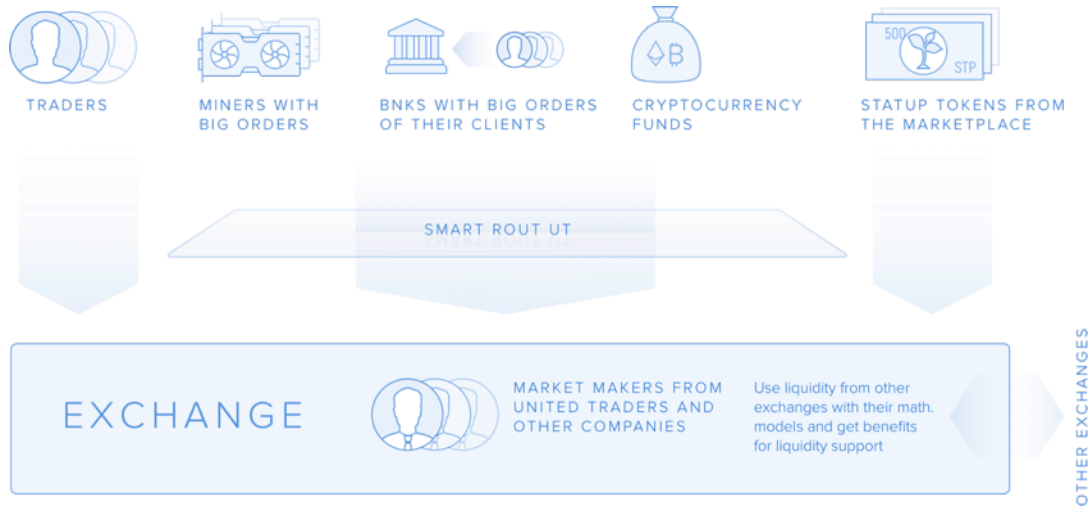 TRADERS
MINERS WITH
BIG ORDERS
BNKS WITH BIG ORDERS
OF THEIR CLIENTS
CRYPTOCURRENCY
FUNDS
500
STP
STATUP TOKENS FROM
THE MARKETPLACE
SMART ROUT UT
EXCHANGE
MARKET MAKERS FROM
UNITED TRADERS AND
OTHER COMPANIES
Use liquidity from other
exchanges with their math.
models and get benefits
for liquidity support
OTHER EXCHANGES